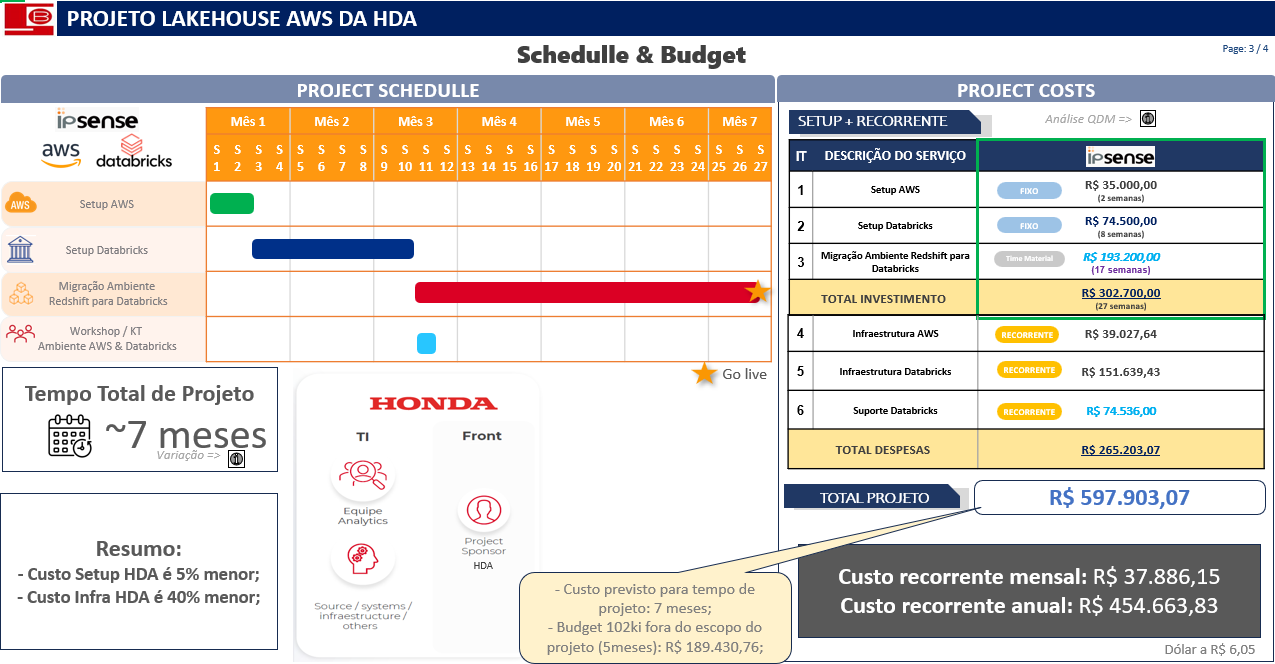 PROJETO LAKEHOUSE AWS DA HDA
Schedulle & Budget
Page: 3 / 4
PROJECT SCHEDULLE
ipsense
aws
databricks
Mês 1 Mês 2 Mês 3 Mês 4 Mês 5 Mês 6 Mês 7
S S S S S S S S S S S S S S S S S S S S S S S S S S S
1 2 3 4 5 6 7 8 9 10 11 12 13 14 15 16 17 18 19 20 21 22 23 24 25 26 27
AWS
Setup AWS
Setup Databricks
Migração Ambiente
Redshift para Databricks
Workshop / KT
Ambiente AWS & Databricks
Go live
Tempo Total de Projeto
~7 meses
Variação =>
Resumo:
- Custo Setup HDA é 5% menor;
- Custo Infra HDA é 40% menor;
HONDA
TI
Front
Equipe
Analytics
Project
Sponsor
HDA
Source / systems /
infrastructure /
others
PROJECT COSTS
SETUP + RECORRENTE
Análise QDM =>
IT DESCRIÇÃO DO SERVIÇO ipsense
1 Setup AWS FIXO R$ 35.000,00
(2 semanas)
2 Setup Databricks FIXO R$ 74.500,00
(8 semanas)
3 Migração Ambiente Redshift para
Databricks
Time Material R$ 193.200,00
(17 semanas)
TOTAL INVESTIMENTO R$ 302.700,00
(27 semanas)
4 Infraestrutura AWS RECORRENTE R$ 39.027,64
5 Infraestrutura Databricks RECORRENTE R$ 151.639,43
6 Suporte Databricks RECORRENTE R$ 74.536,00
TOTAL DESPESAS R$ 265.203,07
TOTAL PROJETO R$ 597.903,07
- Custo previsto para tempo de
projeto: 7 meses;
- Budget 102ki fora do escopo do
projeto (5meses): R$ 189.430,76;
Custo recorrente mensal: R$ 37.886,15
Custo recorrente anual: R$ 454.663,83
Dólar a R$ 6,05